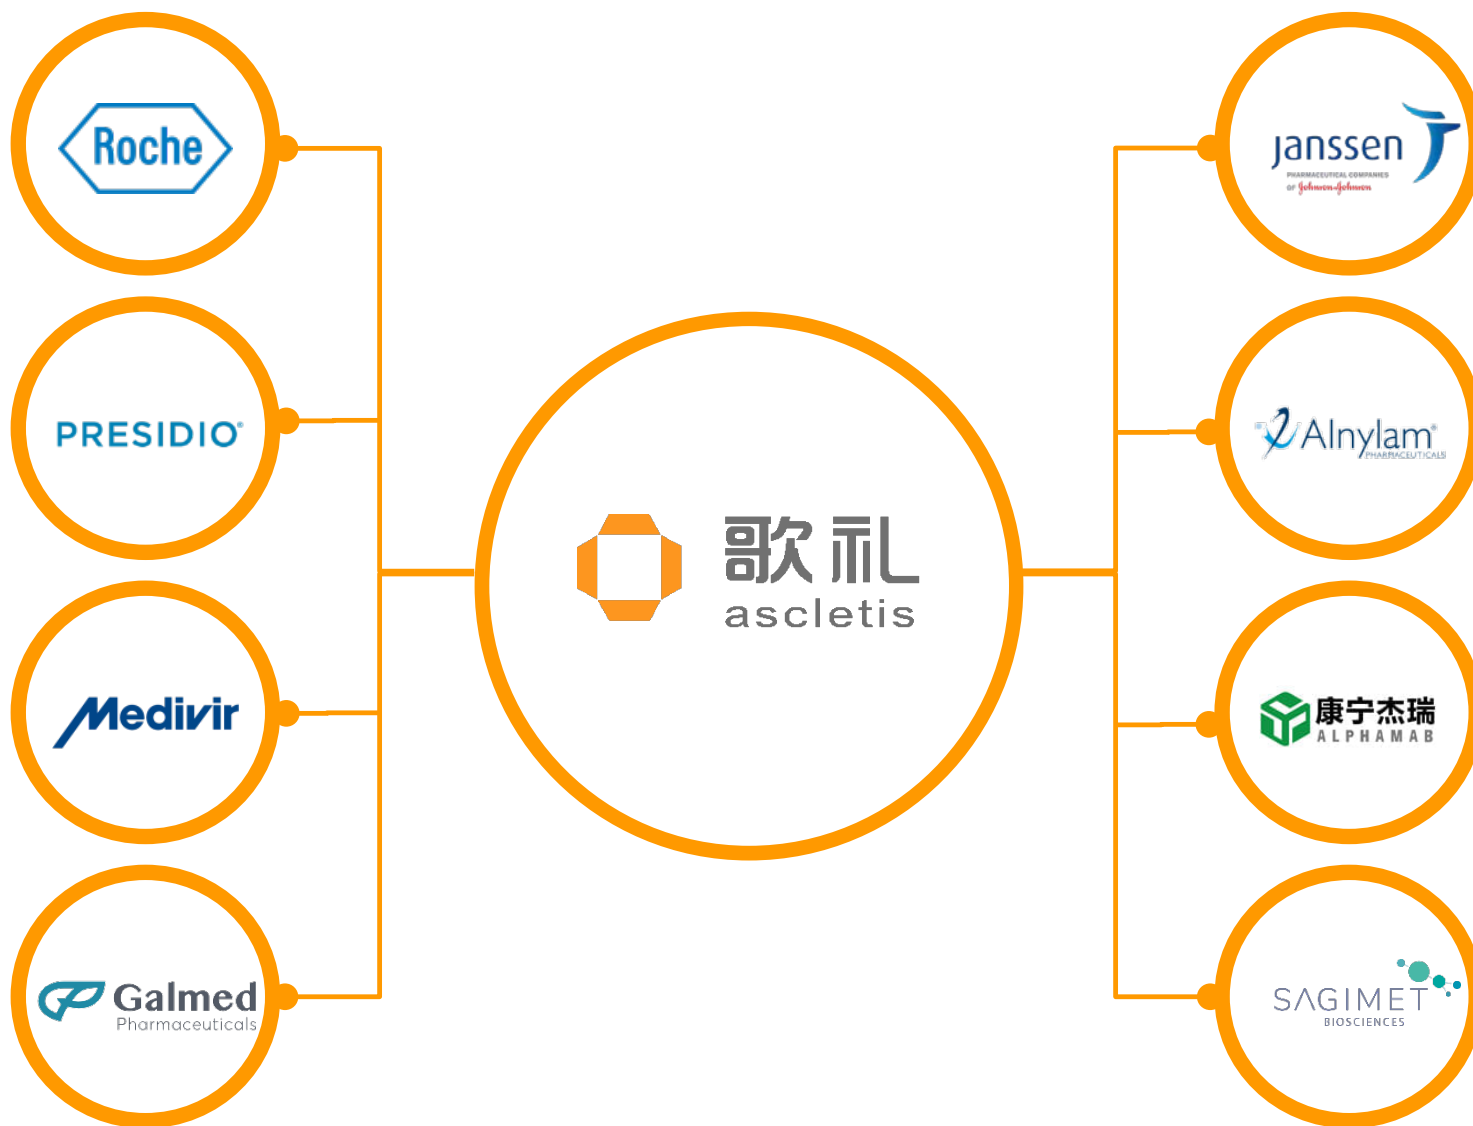 Roche
PRESIDIO®
Medivir
Galmed
Pharmaceuticals
歌礼
ascletis
janssen
PHARMACEUTICAL COMPANIES
OF Johnson & Johnson
Alnylam®
PHARMACEUTICALS
康宁杰瑞
ALPHAMAB
SAGIMET
BIOSCIENCES